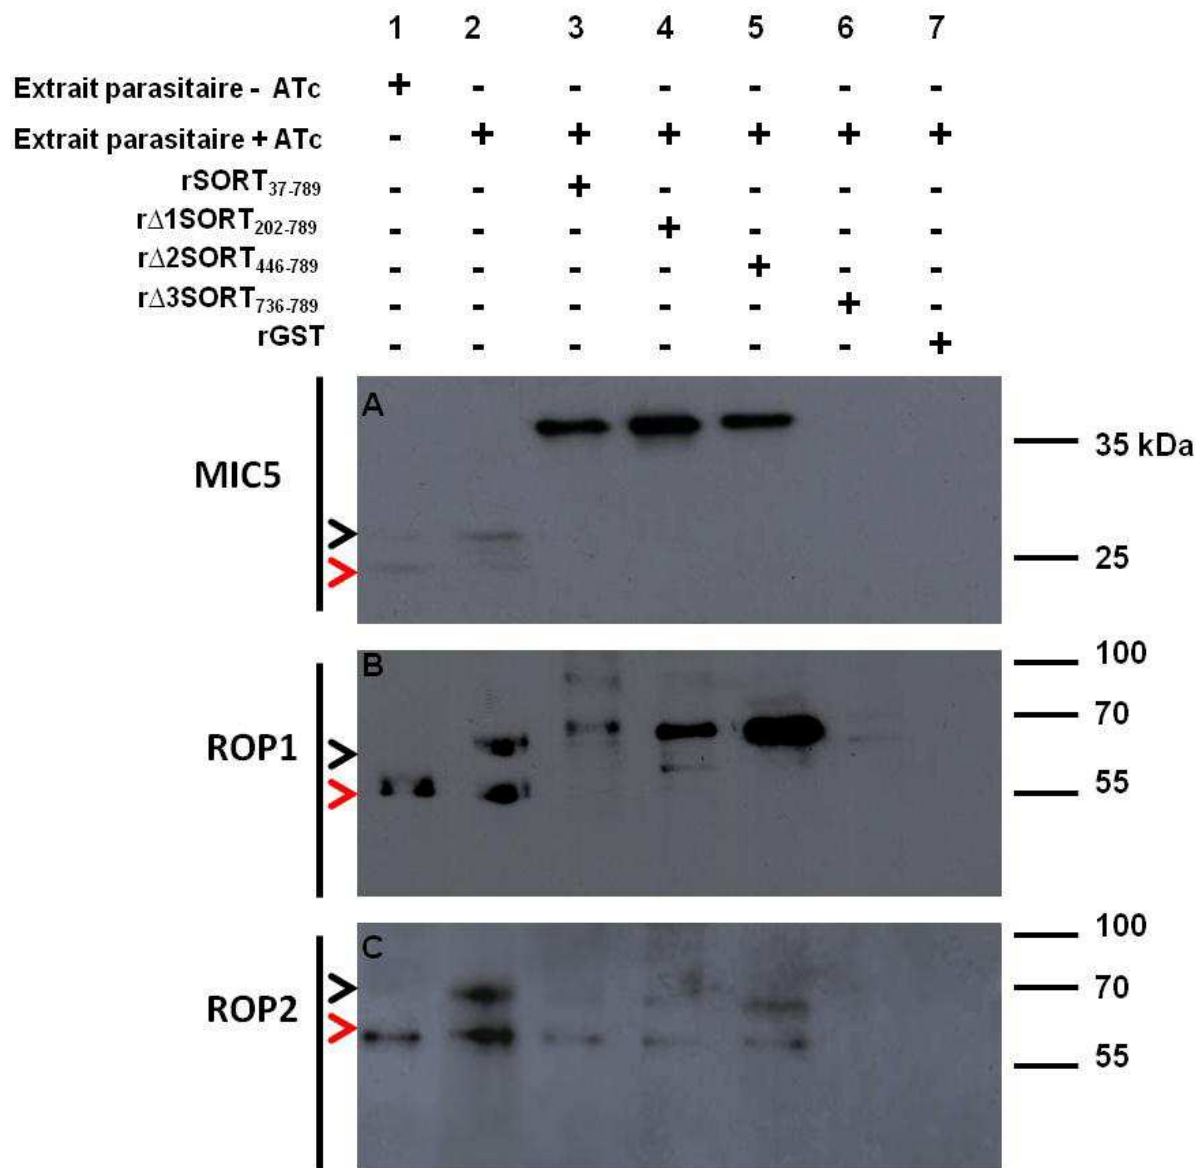 1 2 3 4 5 6 7
Extrait parasitaire - ATc + - - - - - -
Extrait parasitaire + ATc - + + + + + +
rSORT37-789 - - + - - - -
rΔ1SORT202-789 - - - + - - -
rΔ2SORT446-789 - - - - + - -
rΔ3SORT736-789 - - - - - + -
rGST - - - - - - +
A
MIC5
35 kDa
25
B
ROP1
100
70
55
C
ROP2
100
70
55